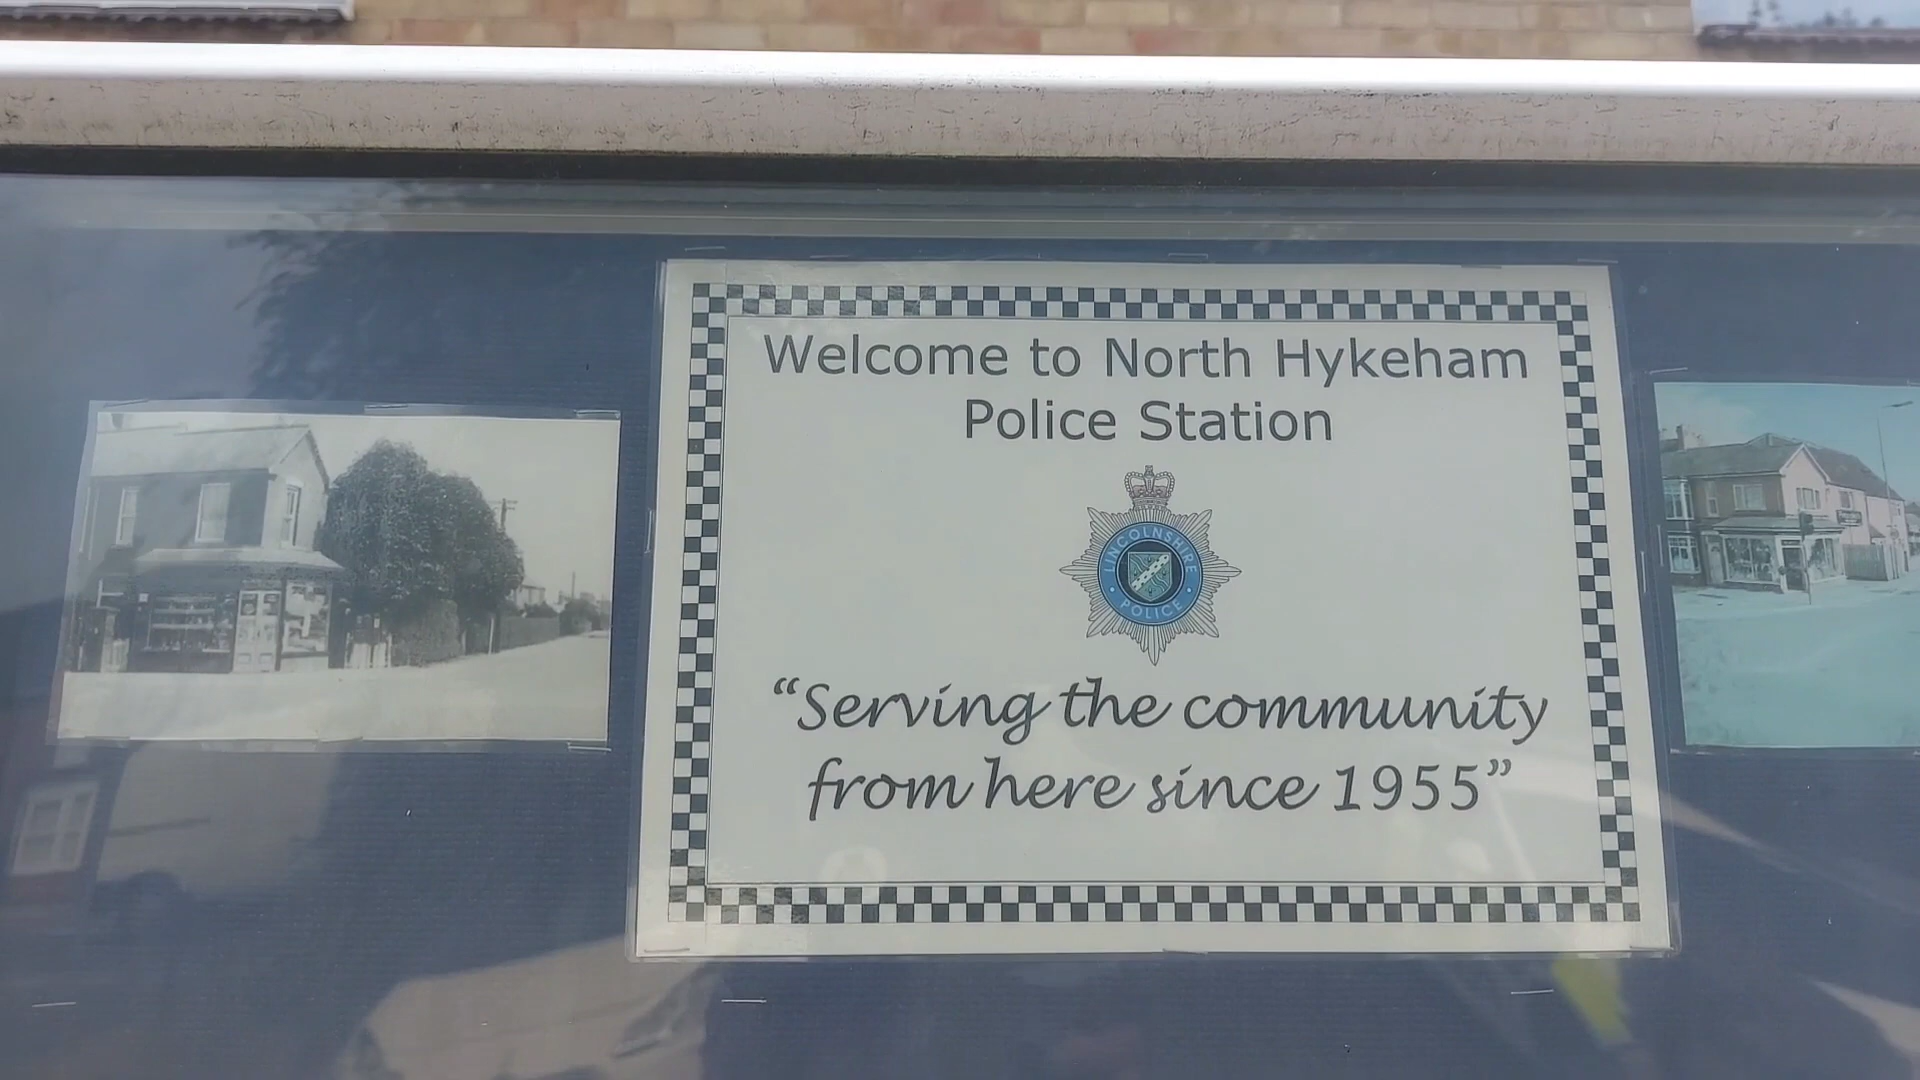 Welcome to North Hykeham
Police Station
LINCOLNSHIRE
POLICE
“Serving the community
from here since 1955”